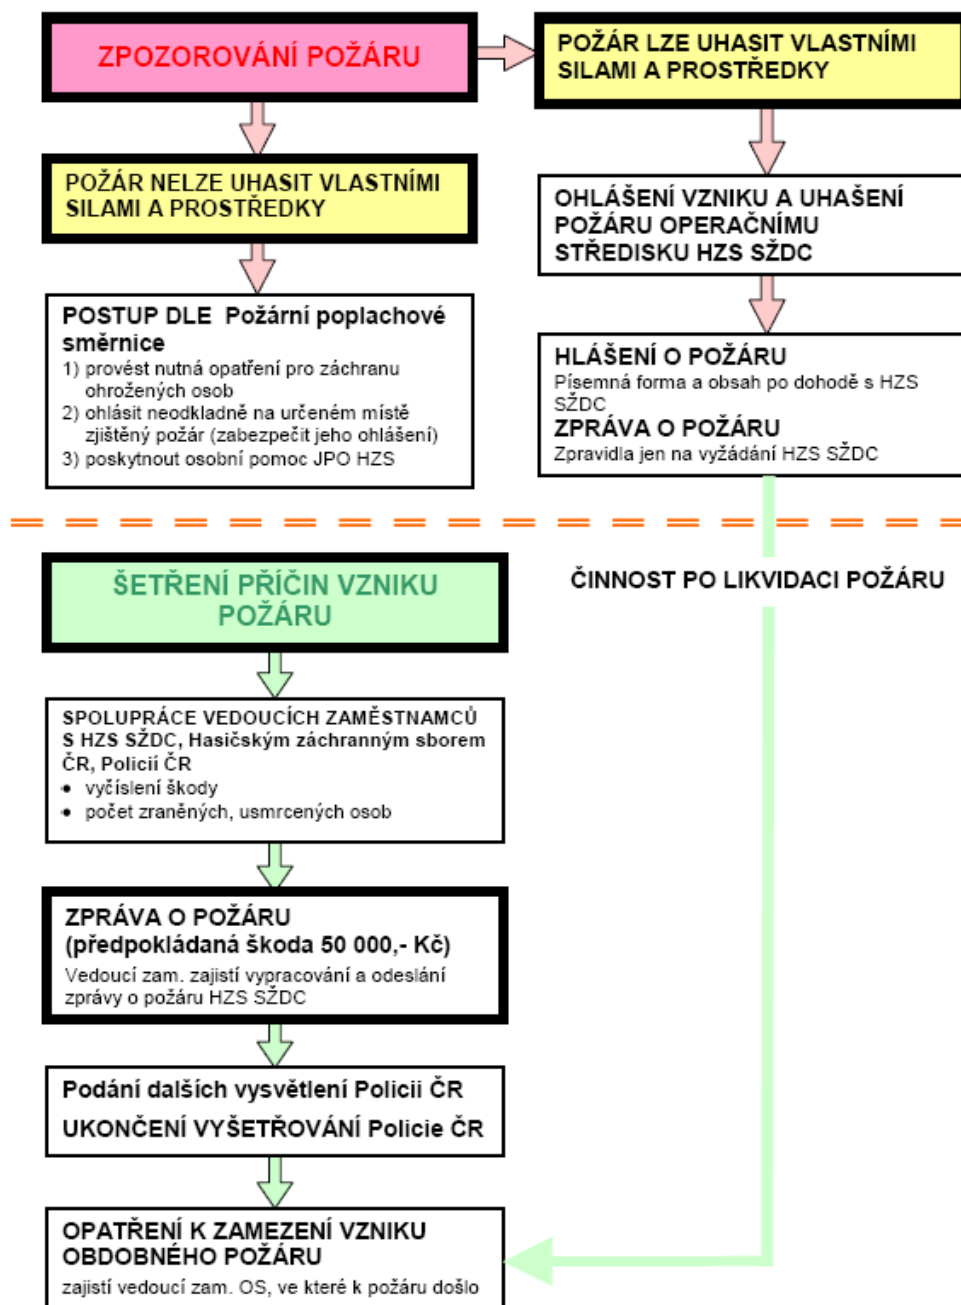 ZPOZOROVÁNÍ POŽÁRU
POŽÁR LZE UHASIT VLASTNÍMI
SILAMI A PROSTŘEDKY
POŽÁR NELZE UHASIT VLASTNÍMI
SILAMI A PROSTŘEDKY
OHLÁŠENÍ VZNIKU A UHAŠENÍ
POŽÁRU OPERAČNÍMU
STŘEDISKU HZS SŽDC
POSTUP DLE Požární poplachové
směrnice
1) provést nutná opatření pro záchranu
ohrožených osob
2) ohlásit neodkladně na určeném místě
zjištěný požár (zabezpečit jeho ohlášení)
3) poskytnout osobní pomoc JPO HZS
HLÁŠENÍ O POŽÁRU
Písemná forma a obsah po dohodě s HZS
SŽDC
ZPRÁVA O POŽÁRU
Zpravidla jen na vyžádání HZS SŽDC
ČINNOST PO LIKVIDACI POŽÁRU
ŠETŘENÍ PŘÍČIN VZNIKU
POŽÁRU
SPOLUPRÁCE VEDOUCÍCH ZAMĚSTNAMCŮ
S HZS SŽDC, Hasičským záchranným sborem
ČR, Policií ČR
• vyčíslení škody
• počet zraněných, usmrcených osob
ZPRÁVA O POŽÁRU
(předpokládaná škoda 50 000,- Kč)
Vedoucí zam. zajistí vypracování a odeslání
zprávy o požáru HZS SŽDC
Podání dalších vysvětlení Policii ČR
UKONČENÍ VYŠETŘOVÁNÍ Policie ČR
OPATŘENÍ K ZAMEZENÍ VZNIKU
OBDOBNÉHO POŽÁRU
zajistí vedoucí zam. OS, ve které k požáru došlo